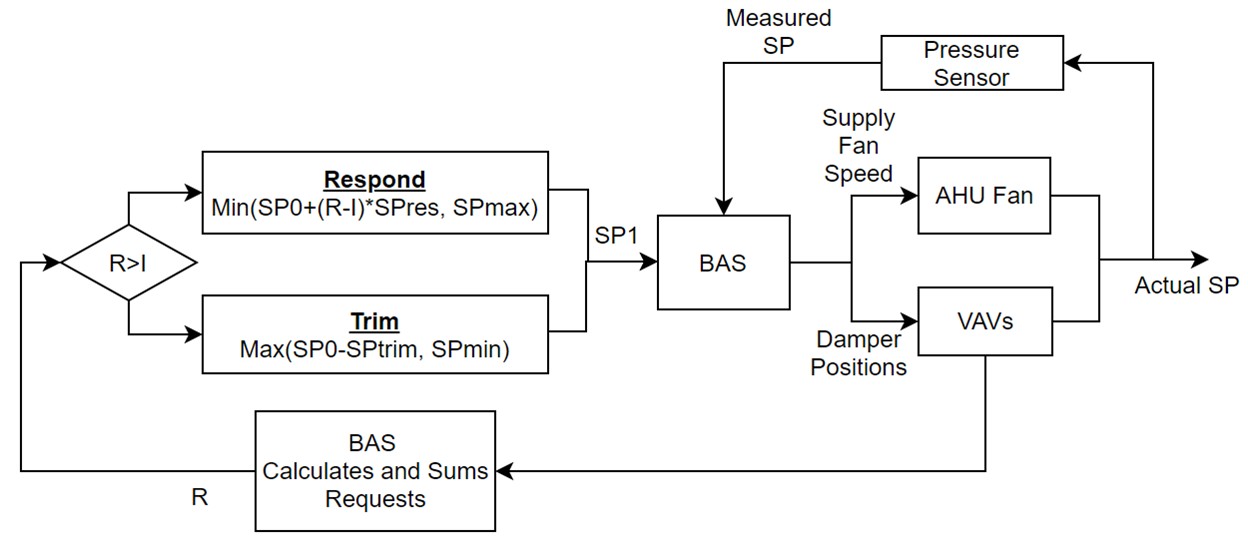 Measured
SP
Pressure
Sensor
Supply
Fan
Speed
AHU Fan
Respond
Min(SP0+(R-I)*SPres, SPmax)
R>I
SP1
BAS
Actual SP
Trim
Max(SP0-SPtrim, SPmin)
VAVs
Damper
Positions
BAS
Calculates and Sums
Requests
R